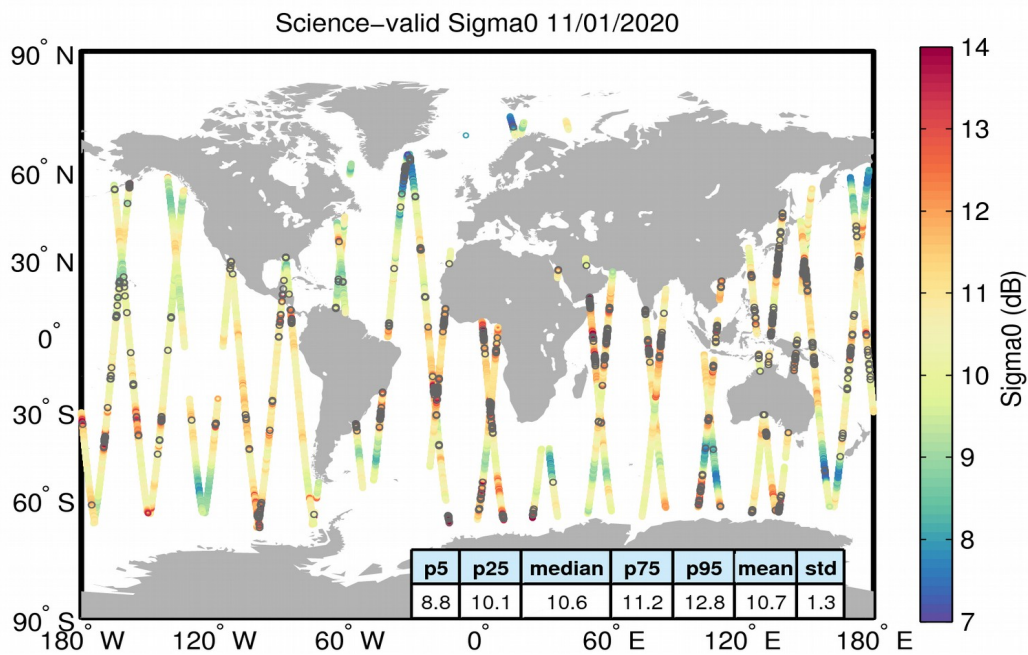 Science−valid Sigma0 11/01/2020
90° N
60° N
30° N
0°
30° S
60° S
90° S
180° W
120° W
60° W
0°
60° E
120° E
180° E
14
13
12
11
10
9
8
7
Sigma0 (dB)
p5 p25 median p75 p95 mean std
8.8 10.1 10.6 11.2 12.8 10.7 1.3